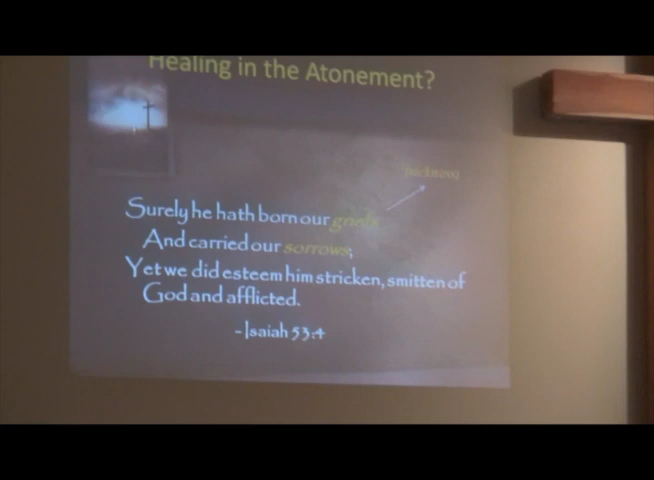 Healing in the Atonement?
sickness
Surely he hath born our griefs
And carried our sorrows;
Yet we did esteem him stricken, smitten of
God and afflicted.
- Isaiah 53:4